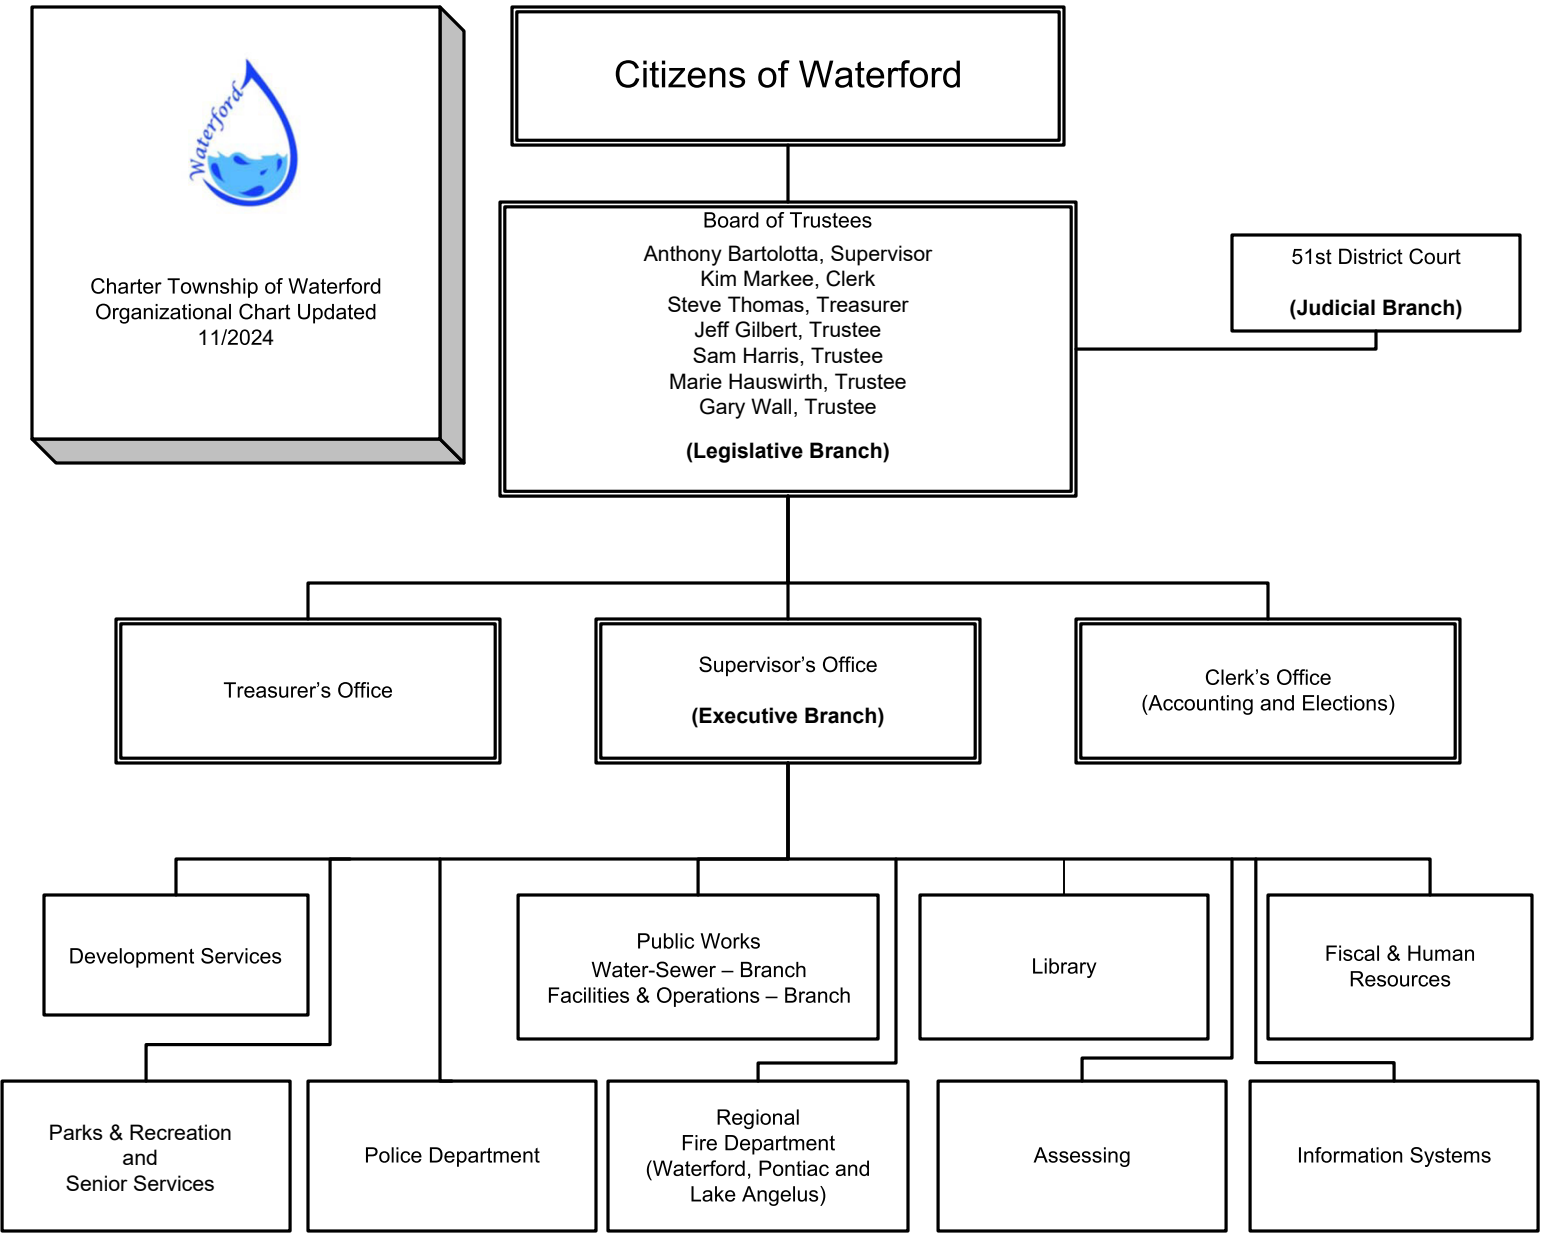 Waterford
Charter Township of Waterford
Organizational Chart Updated
11/2024
Citizens of Waterford
Board of Trustees
Anthony Bartolotta, Supervisor
Kim Markee, Clerk
Steve Thomas, Treasurer
Jeff Gilbert, Trustee
Sam Harris, Trustee
Marie Hauswirth, Trustee
Gary Wall, Trustee
(Legislative Branch)
51st District Court
(Judicial Branch)
Treasurer’s Office
Supervisor’s Office
(Executive Branch)
Clerk’s Office
(Accounting and Elections)
Development Services
Public Works
Water-Sewer – Branch
Facilities & Operations – Branch
Library
Fiscal & Human
Resources
Parks & Recreation
and
Senior Services
Police Department
Regional
Fire Department
(Waterford, Pontiac and
Lake Angelus)
Assessing
Information Systems